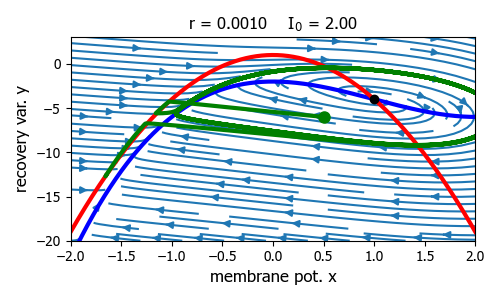 r = 0.0010 I₀ = 2.00
recovery var. y
0
−5
−10
−15
−20
−2.0 −1.5 −1.0 −0.5 0.0 0.5 1.0 1.5 2.0
membrane pot. x